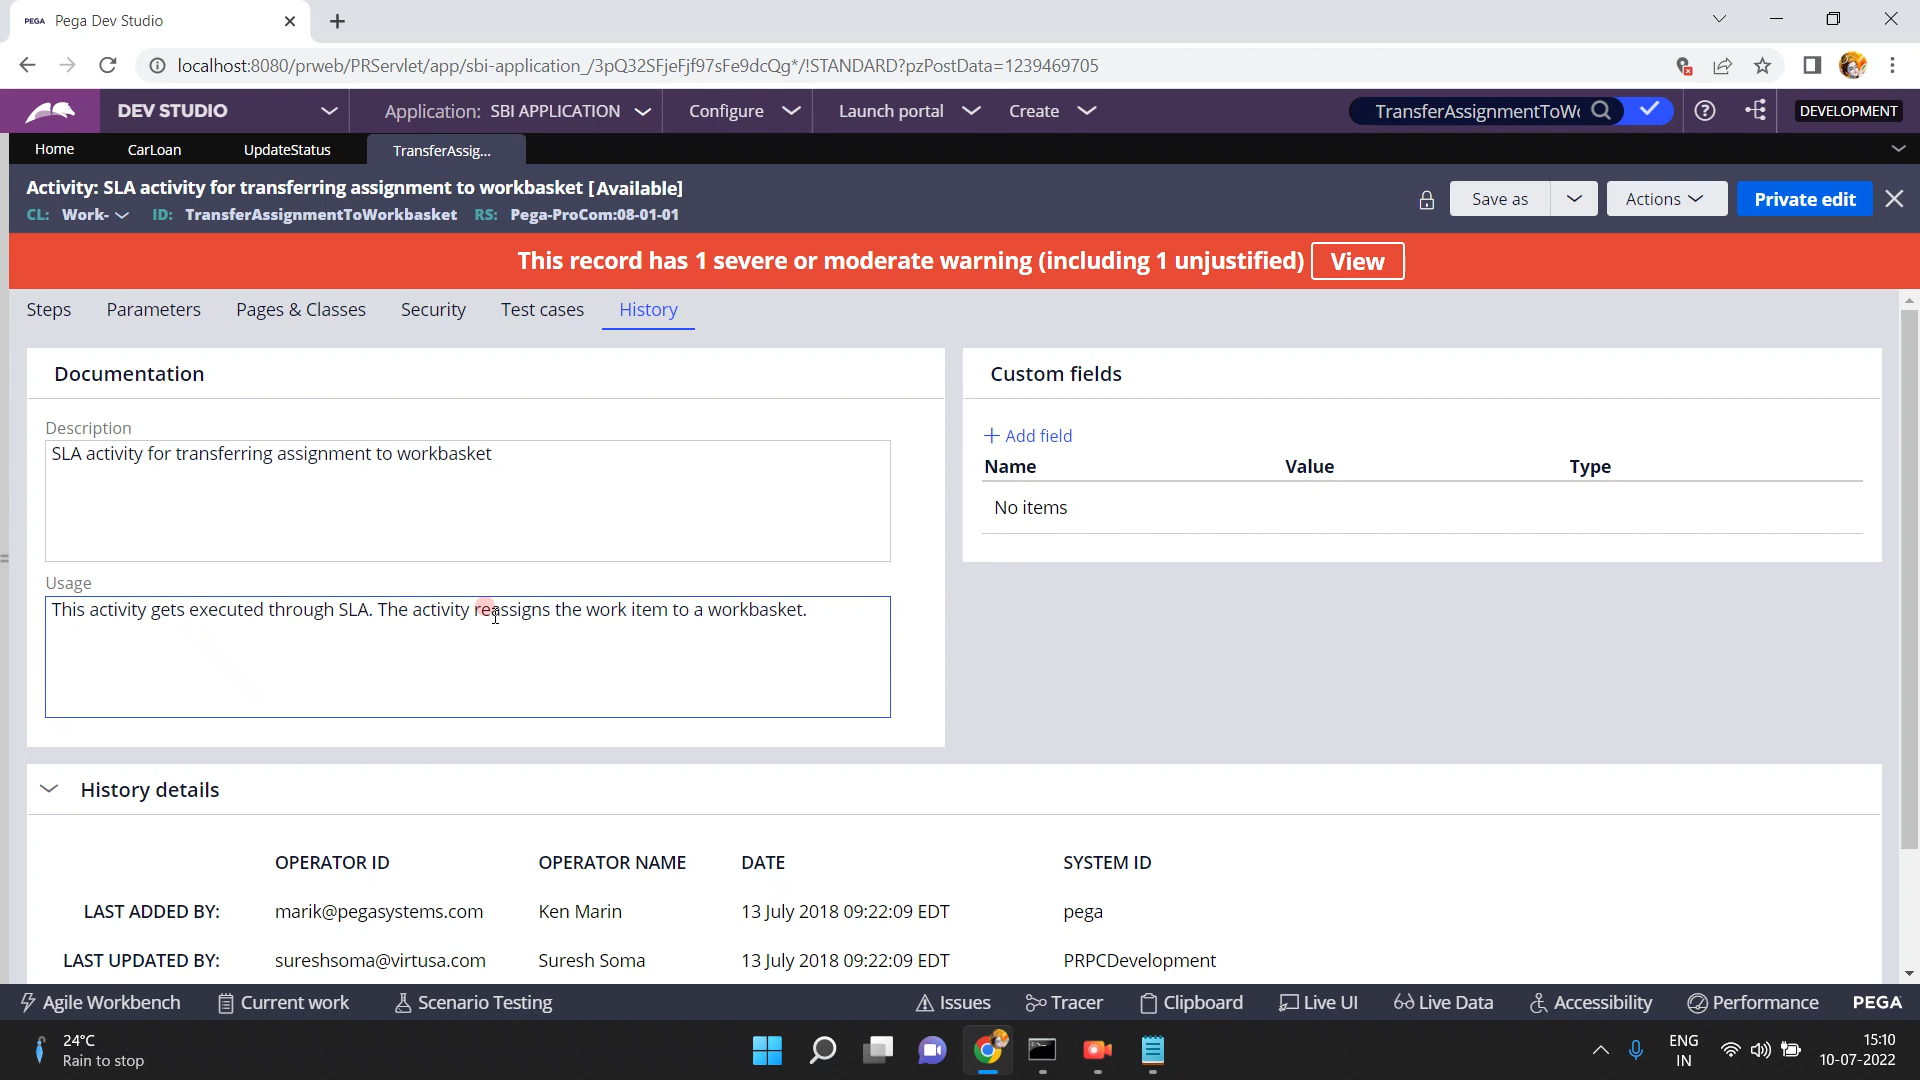 PEGA Pega Dev Studio
localhost:8080/prweb/PRServlet/app/sbi-application_/3pQ32SFjeFjf97sFe9dcQg*/!STANDARD?pzPostData=1239469705
DEV STUDIO Application: SBI APPLICATION Configure Launch portal Create TransferAssignmentToWo DEVELOPMENT
Home CarLoan UpdateStatus TransferAssig...
Activity: SLA activity for transferring assignment to workbasket [Available]
CL: Work- ID: TransferAssignmentToWorkbasket RS: Pega-ProCom:08-01-01
Save as Actions Private edit
This record has 1 severe or moderate warning (including 1 unjustified) View
Steps Parameters Pages & Classes Security Test cases History
Documentation
Description
SLA activity for transferring assignment to workbasket
Usage
This activity gets executed through SLA. The activity reassigns the work item to a workbasket.
Custom fields
Add field
Name Value Type
No items
History details
OPERATOR ID OPERATOR NAME DATE SYSTEM ID
LAST ADDED BY: marik@pegasystems.com Ken Marin 13 July 2018 09:22:09 EDT pega
LAST UPDATED BY: sureshsoma@virtusa.com Suresh Soma 13 July 2018 09:22:09 EDT PRPCDevelopment
Agile Workbench Current work Scenario Testing Issues Tracer Clipboard Live UI Live Data Accessibility Performance PEGA
24°C
Rain to stop
ENG
IN
15:10
10-07-2022